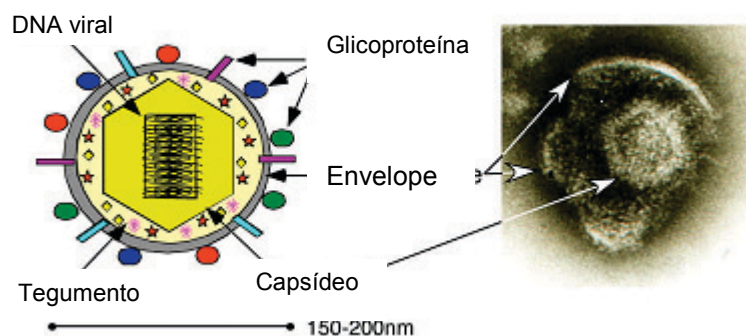 DNA viral
Glicoproteína
Envelope
Capsídeo
Tegumento
150-200nm